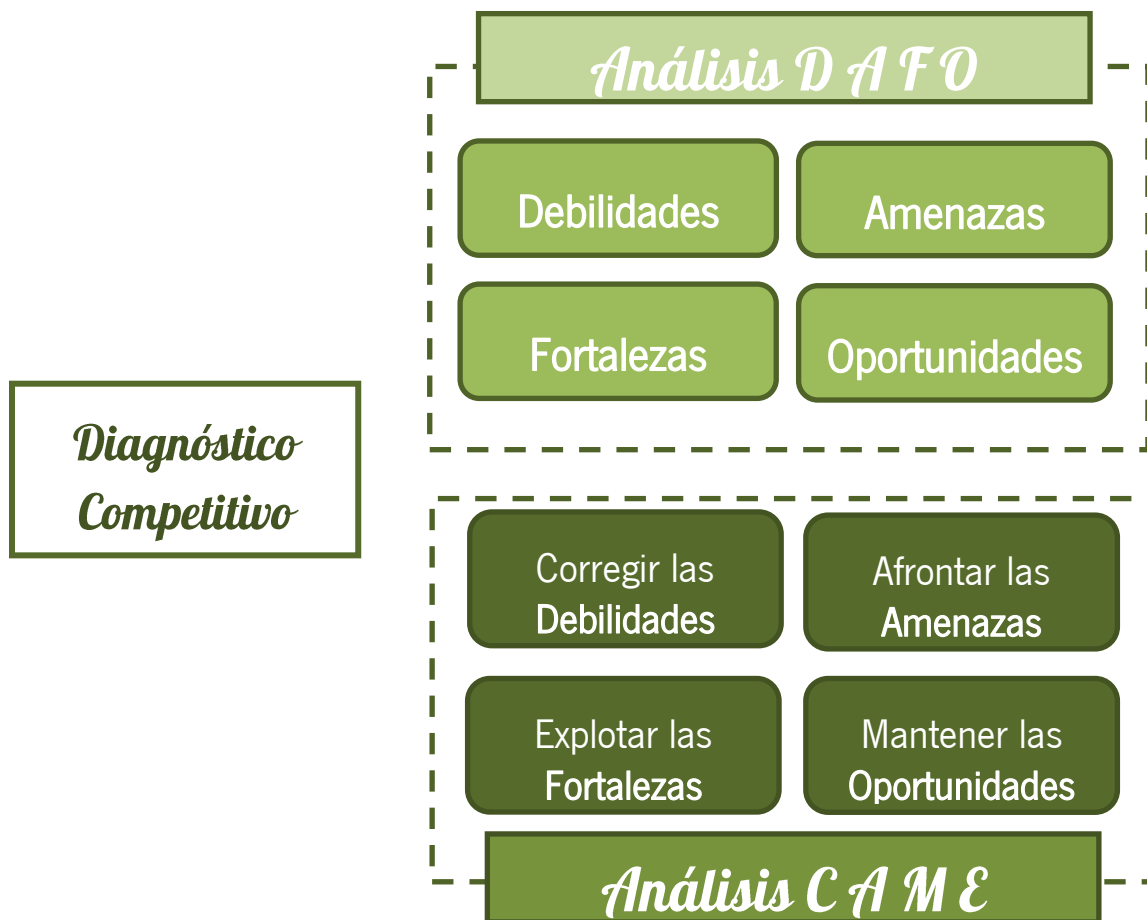 Análisis D A F O
Debilidades
Amenazas
Fortalezas
Oportunidades
Diagnóstico
Competitivo
Corregir las
Debilidades
Afrontar las
Amenazas
Explotar las
Fortalezas
Mantener las
Oportunidades
Análisis C A M E